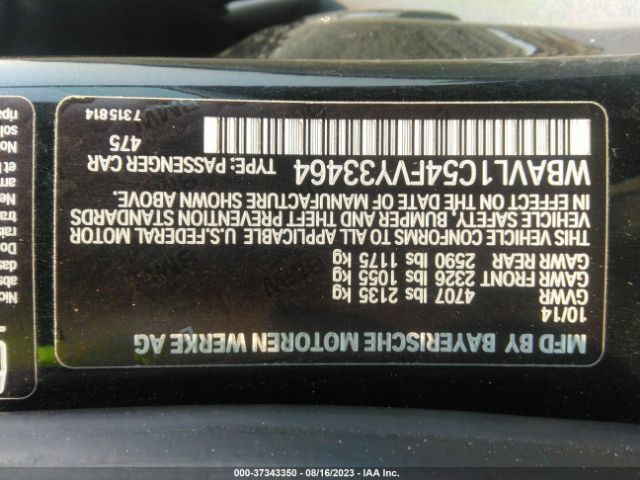 MFD BY BAYERISCHE MOTOREN WERKE AG
10/14
GVWR 4707 lbs 2135 kg
GAWR FRONT 2326 lbs 1055 kg
GAWR REAR 2590 lbs 1175 kg
THIS VEHICLE CONFORMS TO ALL APPLICABLE U.S.FEDERAL MOTOR
VEHICLE SAFETY, BUMPER AND THEFT PREVENTION STANDARDS
IN EFFECT ON THE DATE OF MANUFACTURE SHOWN ABOVE.
WBAVL1C54FVY33464 TYPE: PASSENGER CAR
475
7315814
000-37343350 - 08/16/2023 - IAA Inc.